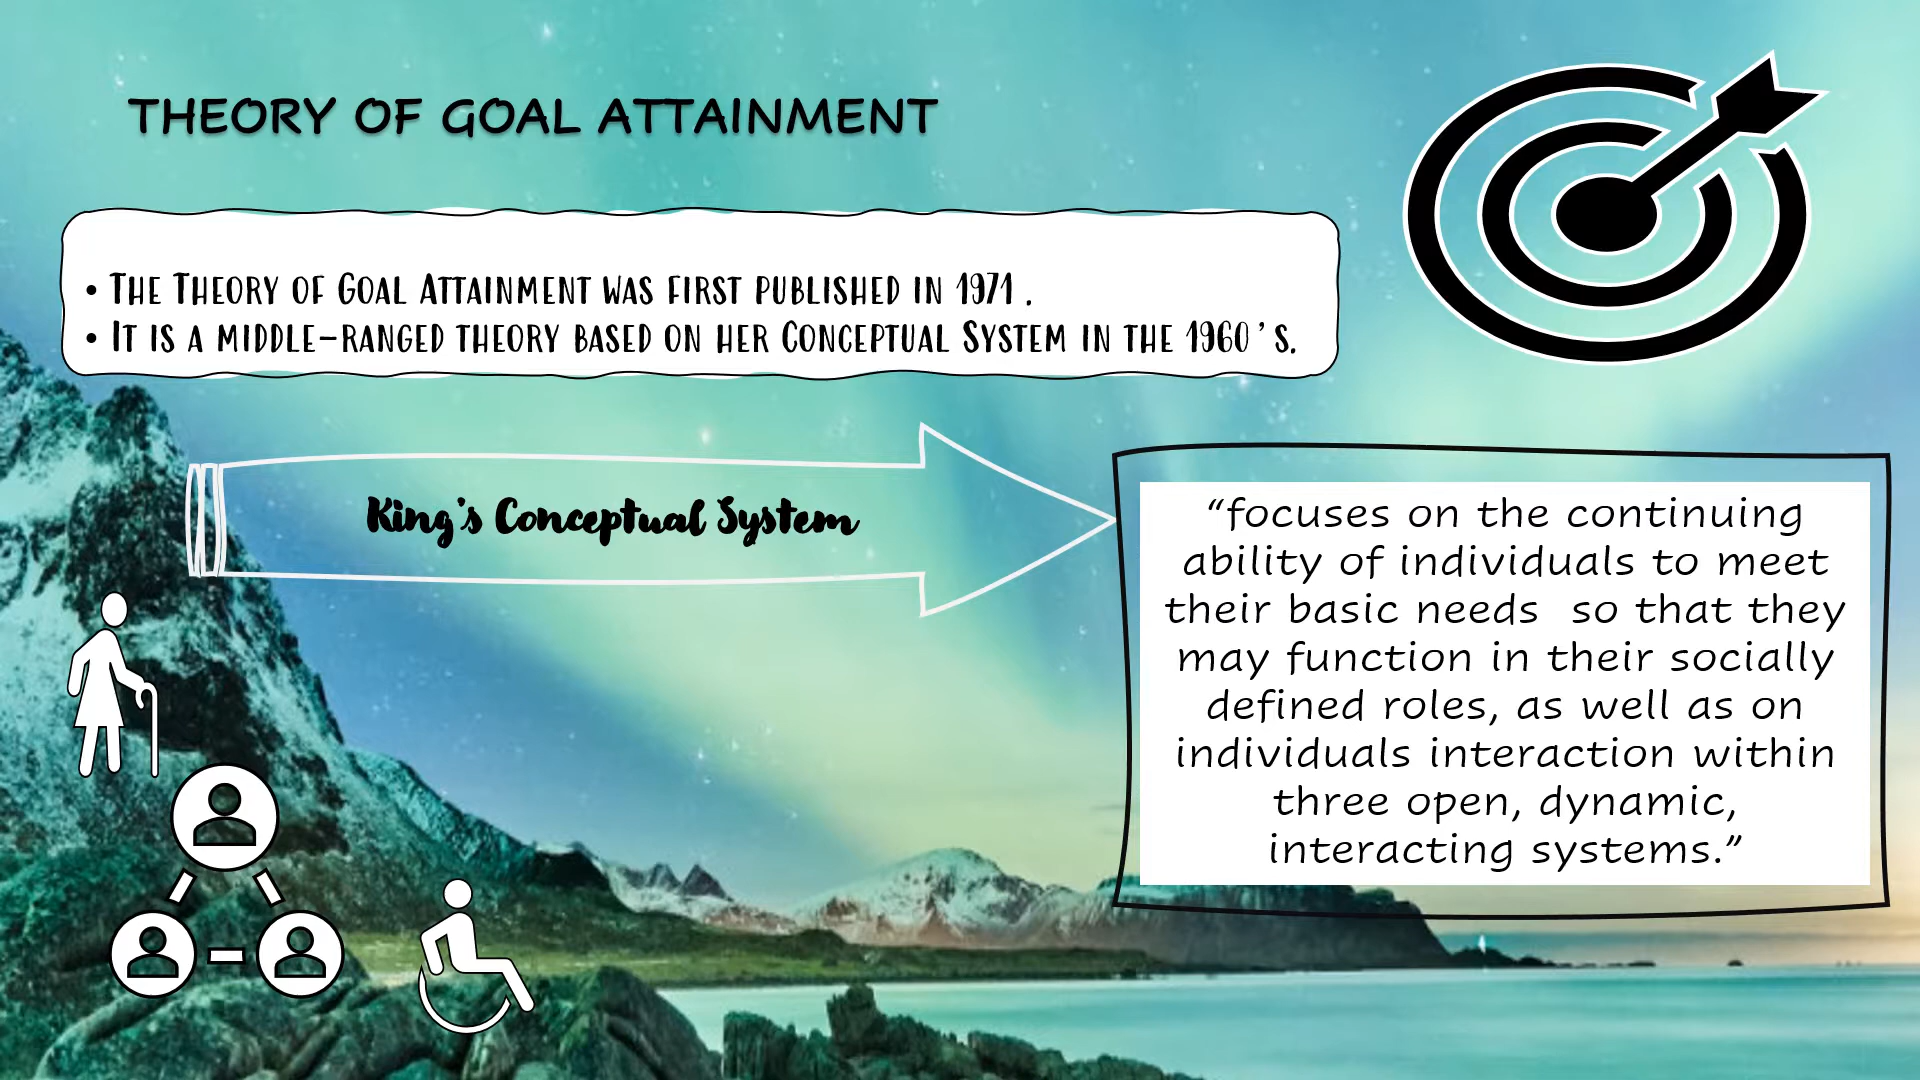 THEORY OF GOAL ATTAINMENT
• The Theory of Goal Attainment was first published in 1971 .
• It is a middle-ranged theory based on her Conceptual System in the 1960's.
King's Conceptual System
“focuses on the continuing
ability of individuals to meet
their basic needs  so that they
may function in their socially
defined roles, as well as on
individuals interaction within
three open, dynamic,
interacting systems.”